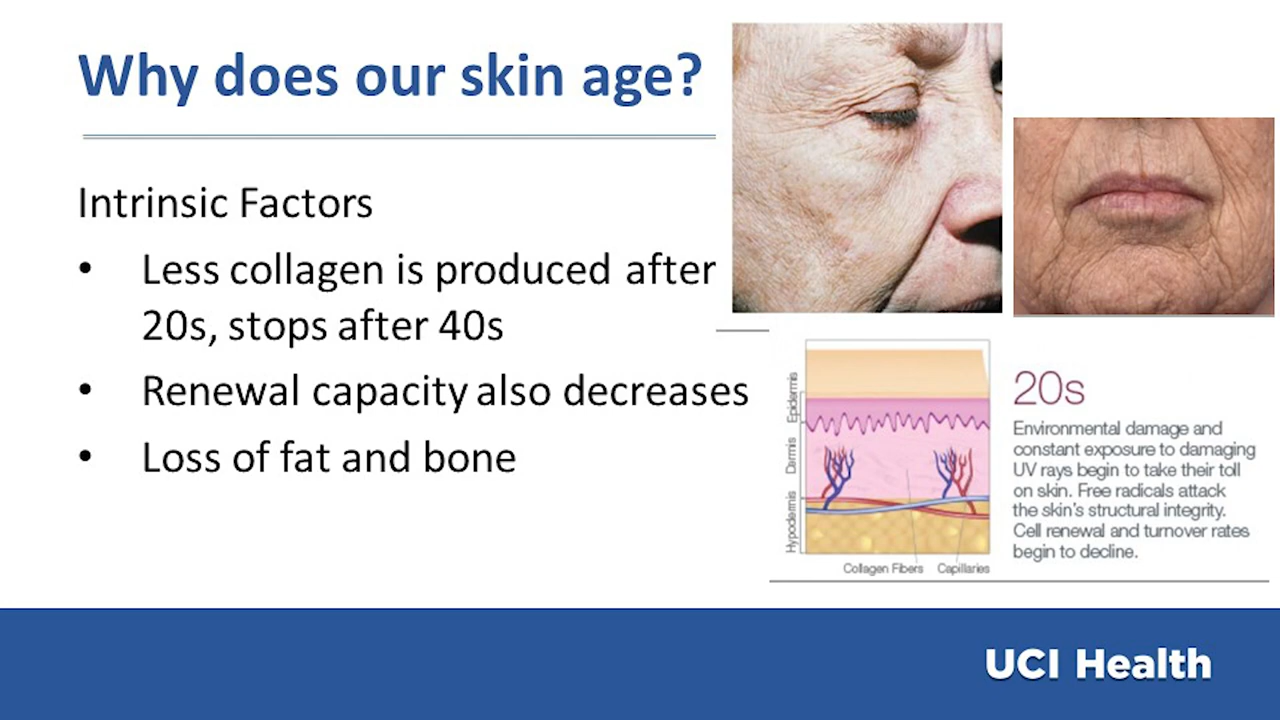 Why does our skin age?
Intrinsic Factors
• Less collagen is produced after
20s, stops after 40s
• Renewal capacity also decreases
• Loss of fat and bone
Epidermis
Dermis
Hypodermis
Collagen Fibers Capillaries
20s
Environmental damage and
constant exposure to damaging
UV rays begin to take their toll
on skin. Free radicals attack
the skin's structural integrity.
Cell renewal and turnover rates
begin to decline.
UCI Health